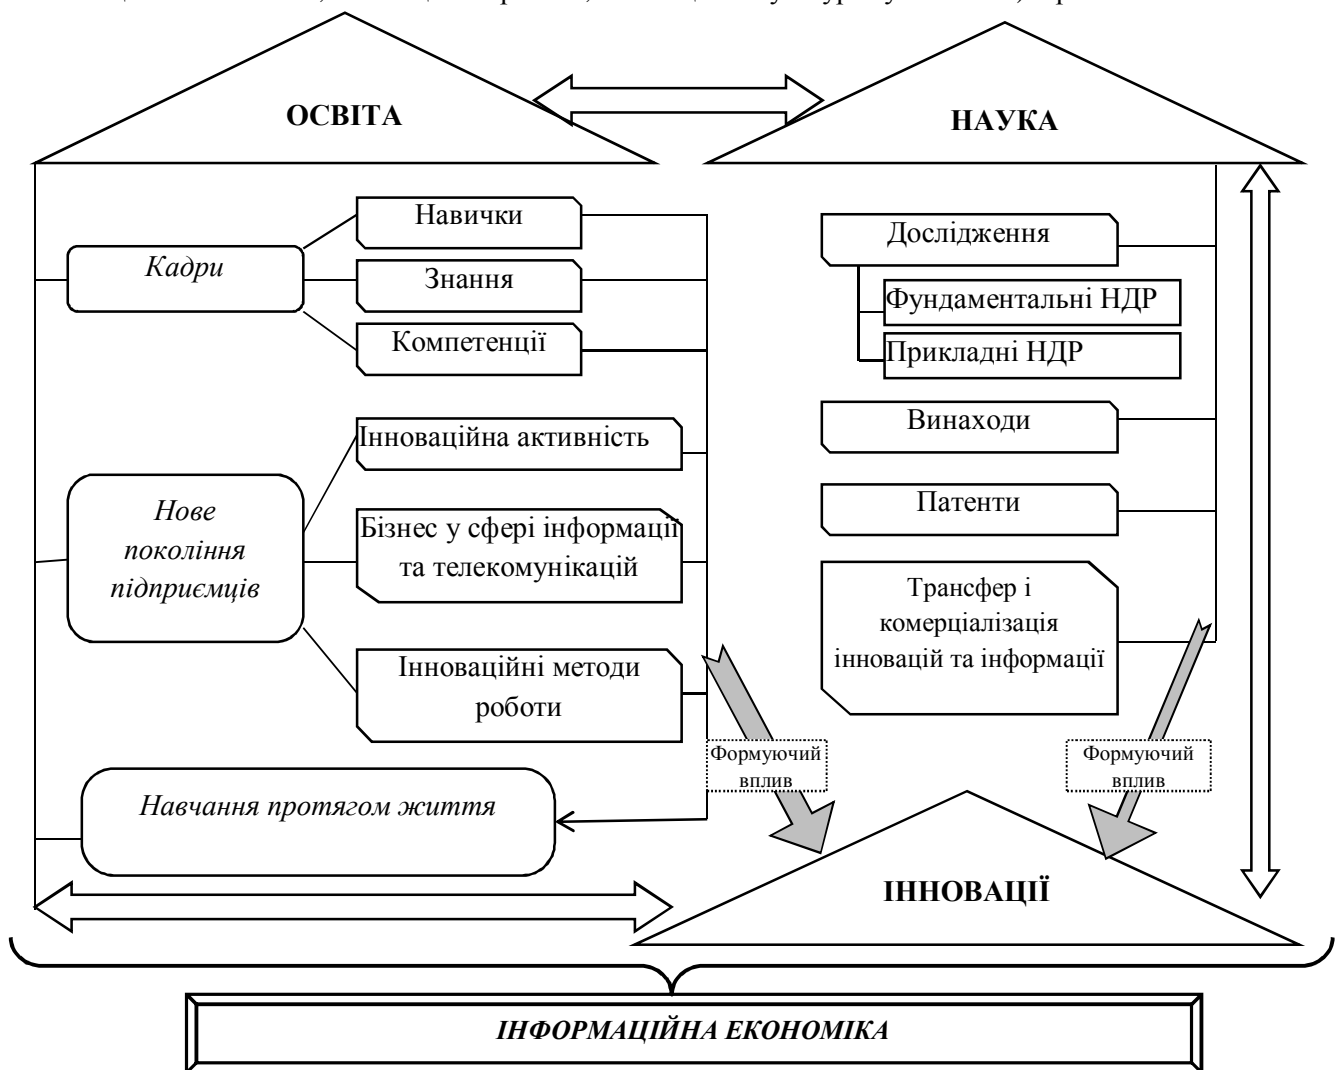 ОСВІТА
НАУКА
Навички
Кадри
Знання
Компетенції
Інноваційна активність
Нове
покоління
підприємців
Бізнес у сфері інформації
та телекомунікацій
Інноваційні методи
роботи
Навчання протягом життя
Дослідження
Фундаментальні НДР
Прикладні НДР
Винаходи
Патенти
Трансфер і
комерціалізація
інновацій та інформації
Формуючий
вплив
Формуючий
вплив
ІННОВАЦІЇ
ІНФОРМАЦІЙНА ЕКОНОМІКА